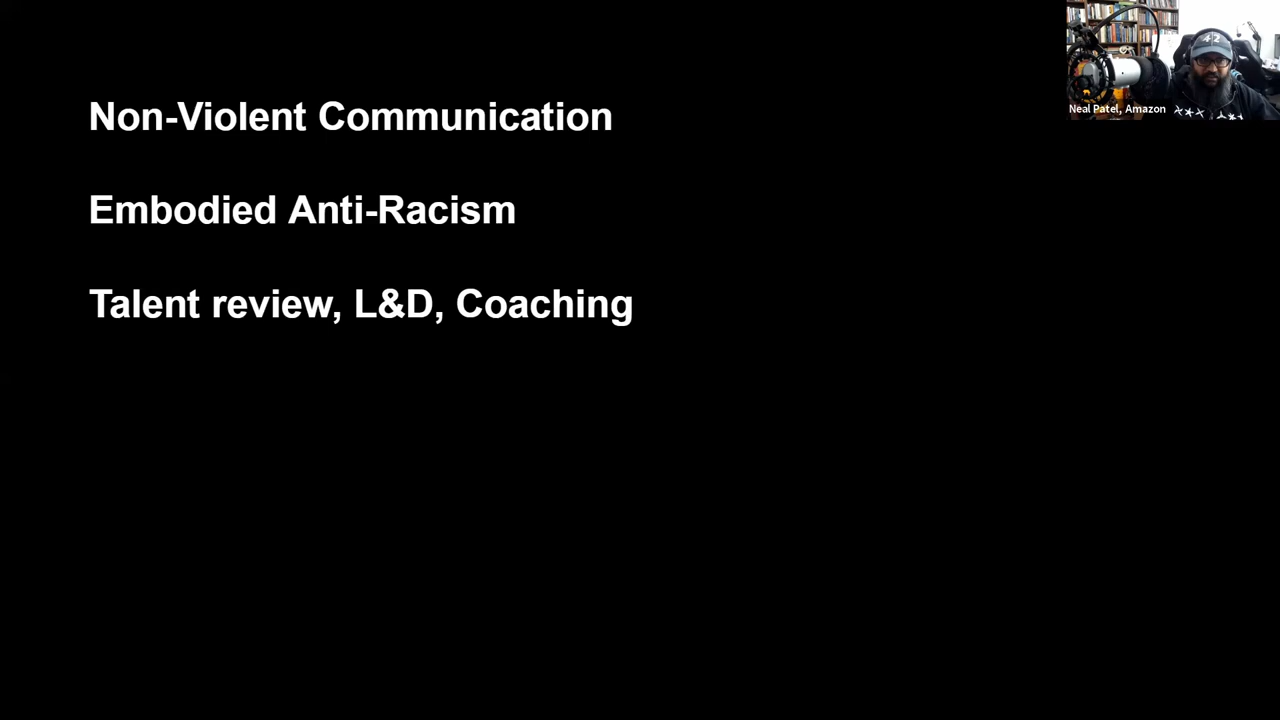 Non-Violent Communication
Embodied Anti-Racism
Talent review, L&D, Coaching
Neal Patel, Amazon